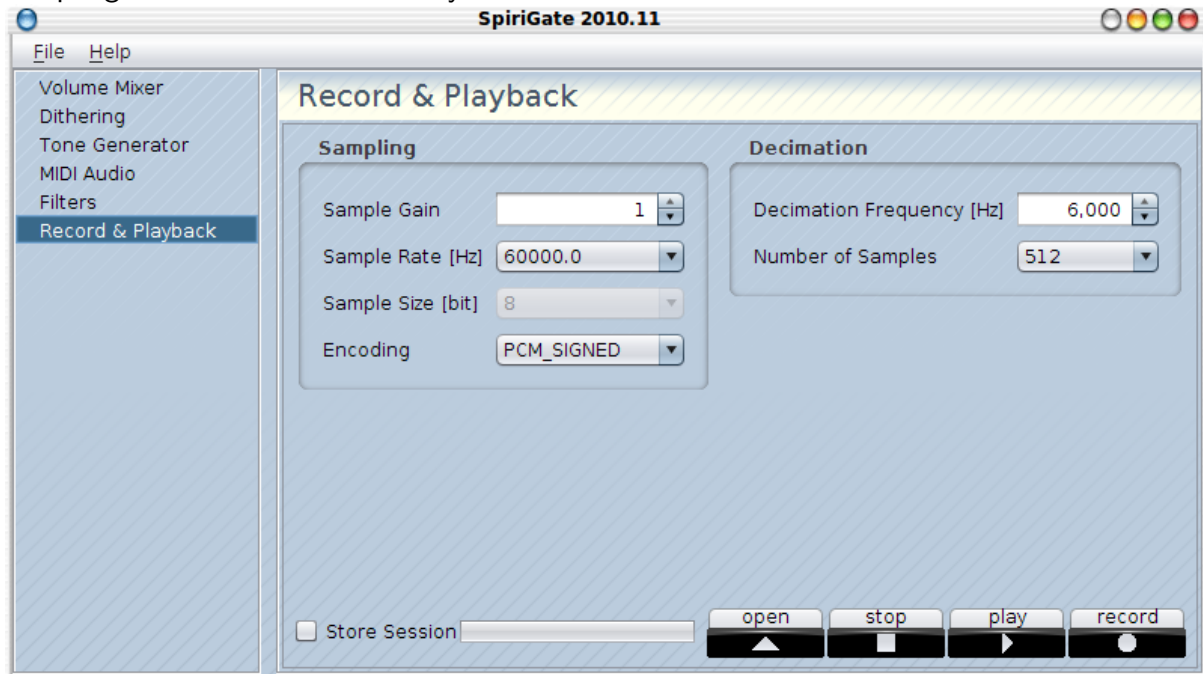 SpiriGate 2010.11
File Help
Volume Mixer
Dithering
Tone Generator
MIDI Audio
Filters
Record & Playback
Record & Playback
Sampling
Sample Gain 1
Sample Rate [Hz] 60000.0
Sample Size [bit] 8
Encoding PCM_SIGNED
Decimation
Decimation Frequency [Hz] 6,000
Number of Samples 512
Store Session
open stop play record